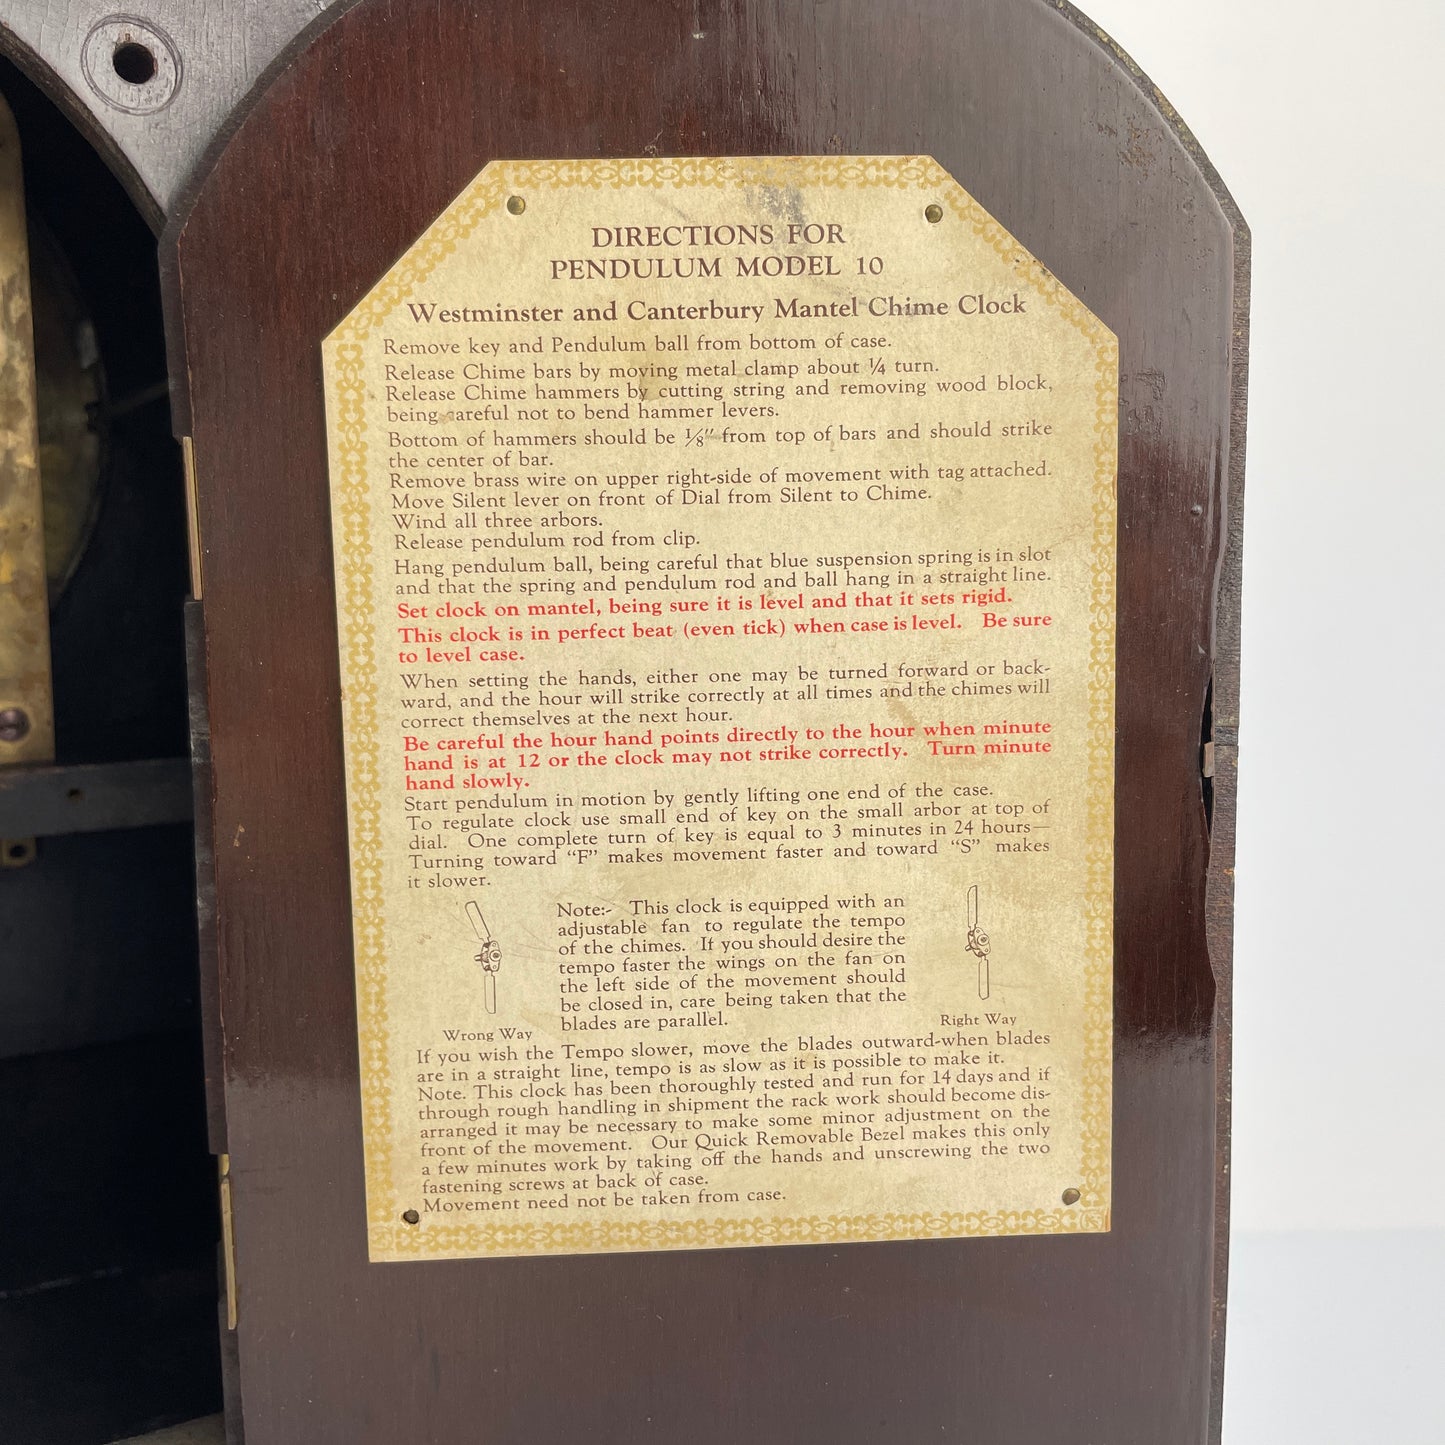 DIRECTIONS FOR
PENDULUM MODEL 10
Westminster and Canterbury Mantel Chime Clock
Remove key and Pendulum ball from bottom of case.
Release Chime bars by moving metal clamp about ¼ turn.
Release Chime hammers by cutting string and removing wood block,
being careful not to bend hammer levers.
Bottom of hammers should be ⅛″ from top of bars and should strike
the center of bar.
Remove brass wire on upper right-side of movement with tag attached.
Move Silent lever on front of Dial from Silent to Chime.
Wind all three arbors.
Release pendulum rod from clip.
Hang pendulum ball, being careful that blue suspension spring is in slot
and that the spring and pendulum rod and ball hang in a straight line.
Set clock on mantel, being sure it is level and that it sets rigid.
This clock is in perfect beat (even tick) when case is level. Be sure
to level case.
When setting the hands, either one may be turned forward or back-
ward, and the hour will strike correctly at all times and the chimes will
correct themselves at the next hour.
Be careful the hour hand points directly to the hour when minute
hand is at 12 or the clock may not strike correctly. Turn minute
hand slowly.
Start pendulum in motion by gently lifting one end of the case.
To regulate clock use small end of key on the small arbor at top of
dial. One complete turn of key is equal to 3 minutes in 24 hours—
Turning toward “F” makes movement faster and toward “S” makes
it slower.
Note:- This clock is equipped with an
adjustable fan to regulate the tempo
of the chimes. If you should desire the
tempo faster the wings on the fan on
the left side of the movement should
be closed in, care being taken that the
blades are parallel.
Wrong Way
Right Way
If you wish the Tempo slower, move the blades outward-when blades
are in a straight line, tempo is as slow as it is possible to make it.
Note. This clock has been thoroughly tested and run for 14 days and if
through rough handling in shipment the rack work should become dis-
arranged it may be necessary to make some minor adjustment on the
front of the movement. Our Quick Removable Bezel makes this only
a few minutes work by taking off the hands and unscrewing the two
fastening screws at back of case.
Movement need not be taken from case.